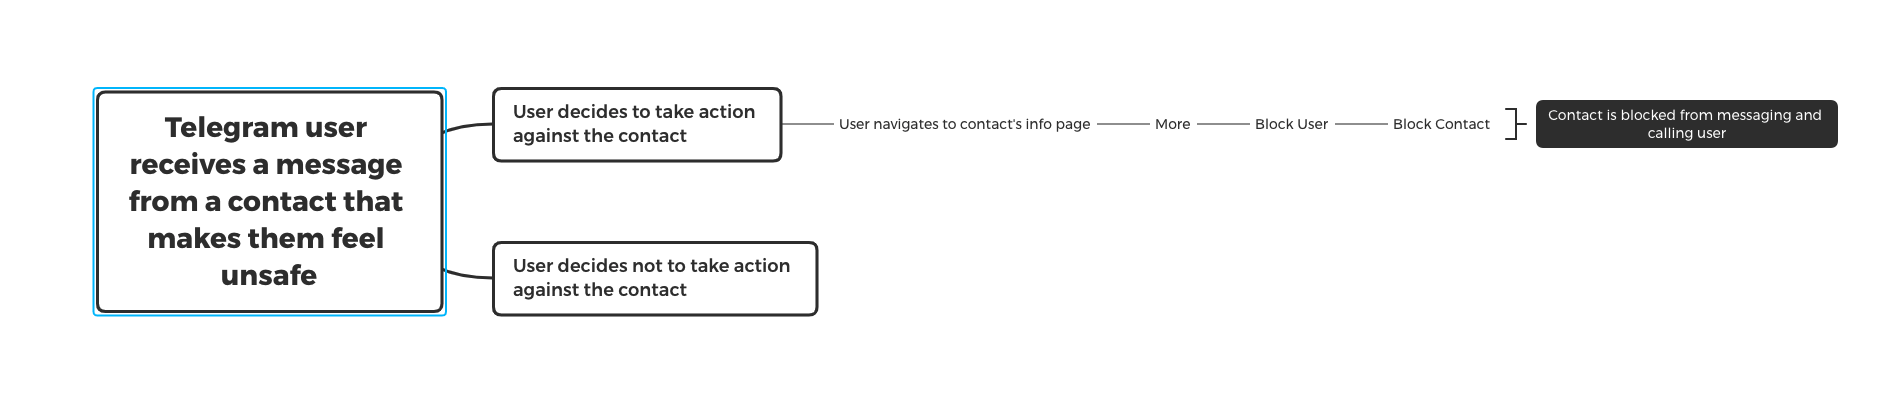 Telegram user
receives a message
from a contact that
makes them feel
unsafe
User decides to take action
against the contact
User navigates to contact's info page
More
Block User
Block Contact
Contact is blocked from messaging and
calling user
User decides not to take action
against the contact